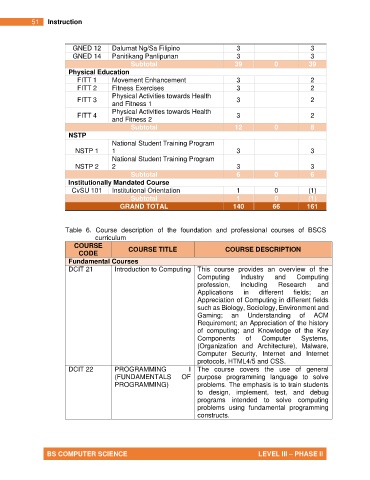 51 Instruction
GNED 12 Dalumat Ng/Sa Filipino 3 3
GNED 14 Panitikang Panlipunan 3 3
Subtotal 39 0 39
Physical Education
FITT 1 Movement Enhancement 3 2
FITT 2 Fitness Exercises 3 2
Physical Activities towards Health
FITT 3 and Fitness 1 3 2
Physical Activities towards Health
FITT 4 and Fitness 2 3 2
Subtotal 12 0 8
NSTP
National Student Training Program
NSTP 1 1 3 3
National Student Training Program
NSTP 2 2 3 3
Subtotal 6 0 6
Institutionally Mandated Course
CvSU 101 Institutional Orientation 1 0 (1)
Subtotal 1 0 (1)
GRAND TOTAL 140 66 161
Table 6. Course description of the foundation and professional courses of BSCS
curriculum
COURSE CODE COURSE TITLE COURSE DESCRIPTION
Fundamental Courses
DCIT 21 Introduction to Computing This course provides an overview of the
Computing Industry and Computing
profession, including Research and
Applications in different fields; an
Appreciation of Computing in different fields
such as Biology, Sociology, Environment and
Gaming; an Understanding of ACM
Requirement; an Appreciation of the history
of computing; and Knowledge of the Key
Components of Computer Systems,
(Organization and Architecture), Malware,
Computer Security, Internet and Internet
protocols, HTML4/5 and CSS.
DCIT 22 PROGRAMMING I The course covers the use of general
(FUNDAMENTALS OF purpose programming language to solve
PROGRAMMING) problems. The emphasis is to train students
to design, implement, test, and debug
programs intended to solve computing
problems using fundamental programming
constructs.
BS COMPUTER SCIENCE LEVEL III – PHASE II